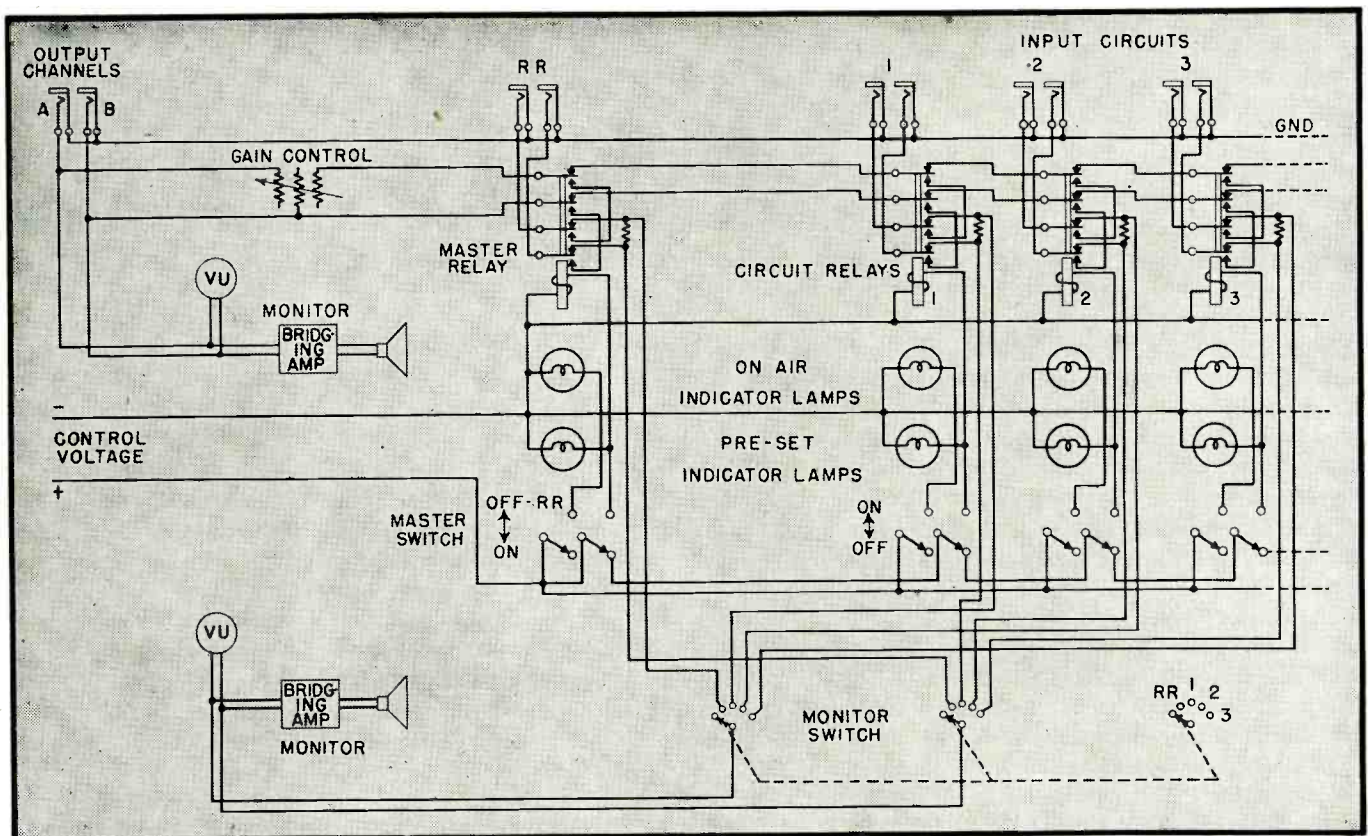 OUTPUT
CHANNELS
A
B
RR
INPUT CIRCUITS
1
2
3
GND
GAIN CONTROL
MASTER
RELAY
CIRCUIT RELAYS
1
2
3
VU
MONITOR
BRIDG-
ING
AMP
ON AIR
INDICATOR LAMPS
-
CONTROL
VOLTAGE
+
PRE-SET
INDICATOR LAMPS
MASTER
SWITCH
OFF-RR
ON
ON
OFF
VU
BRIDG-
ING
AMP
MONITOR
MONITOR
SWITCH
RR 1 2 3